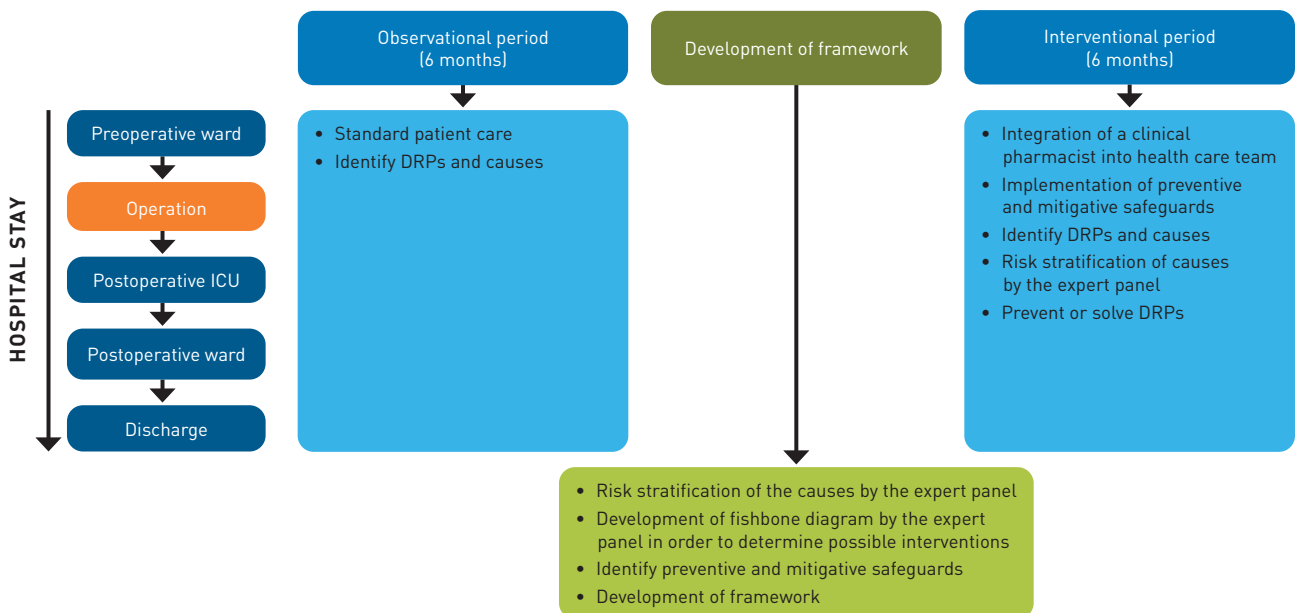 Observational period
(6 months)
Development of framework
Interventional period
(6 months)
HOSPITAL STAY
Preoperative ward
Operation
Postoperative ICU
Postoperative ward
Discharge
• Standard patient care
• Identify DRPs and causes
• Integration of a clinical
pharmacist into health care team
• Implementation of preventive
and mitigative safeguards
• Identify DRPs and causes
• Risk stratification of causes
by the expert panel
• Prevent or solve DRPs
• Risk stratification of the causes by the expert panel
• Development of fishbone diagram by the expert
panel in order to determine possible interventions
• Identify preventive and mitigative safeguards
• Development of framework